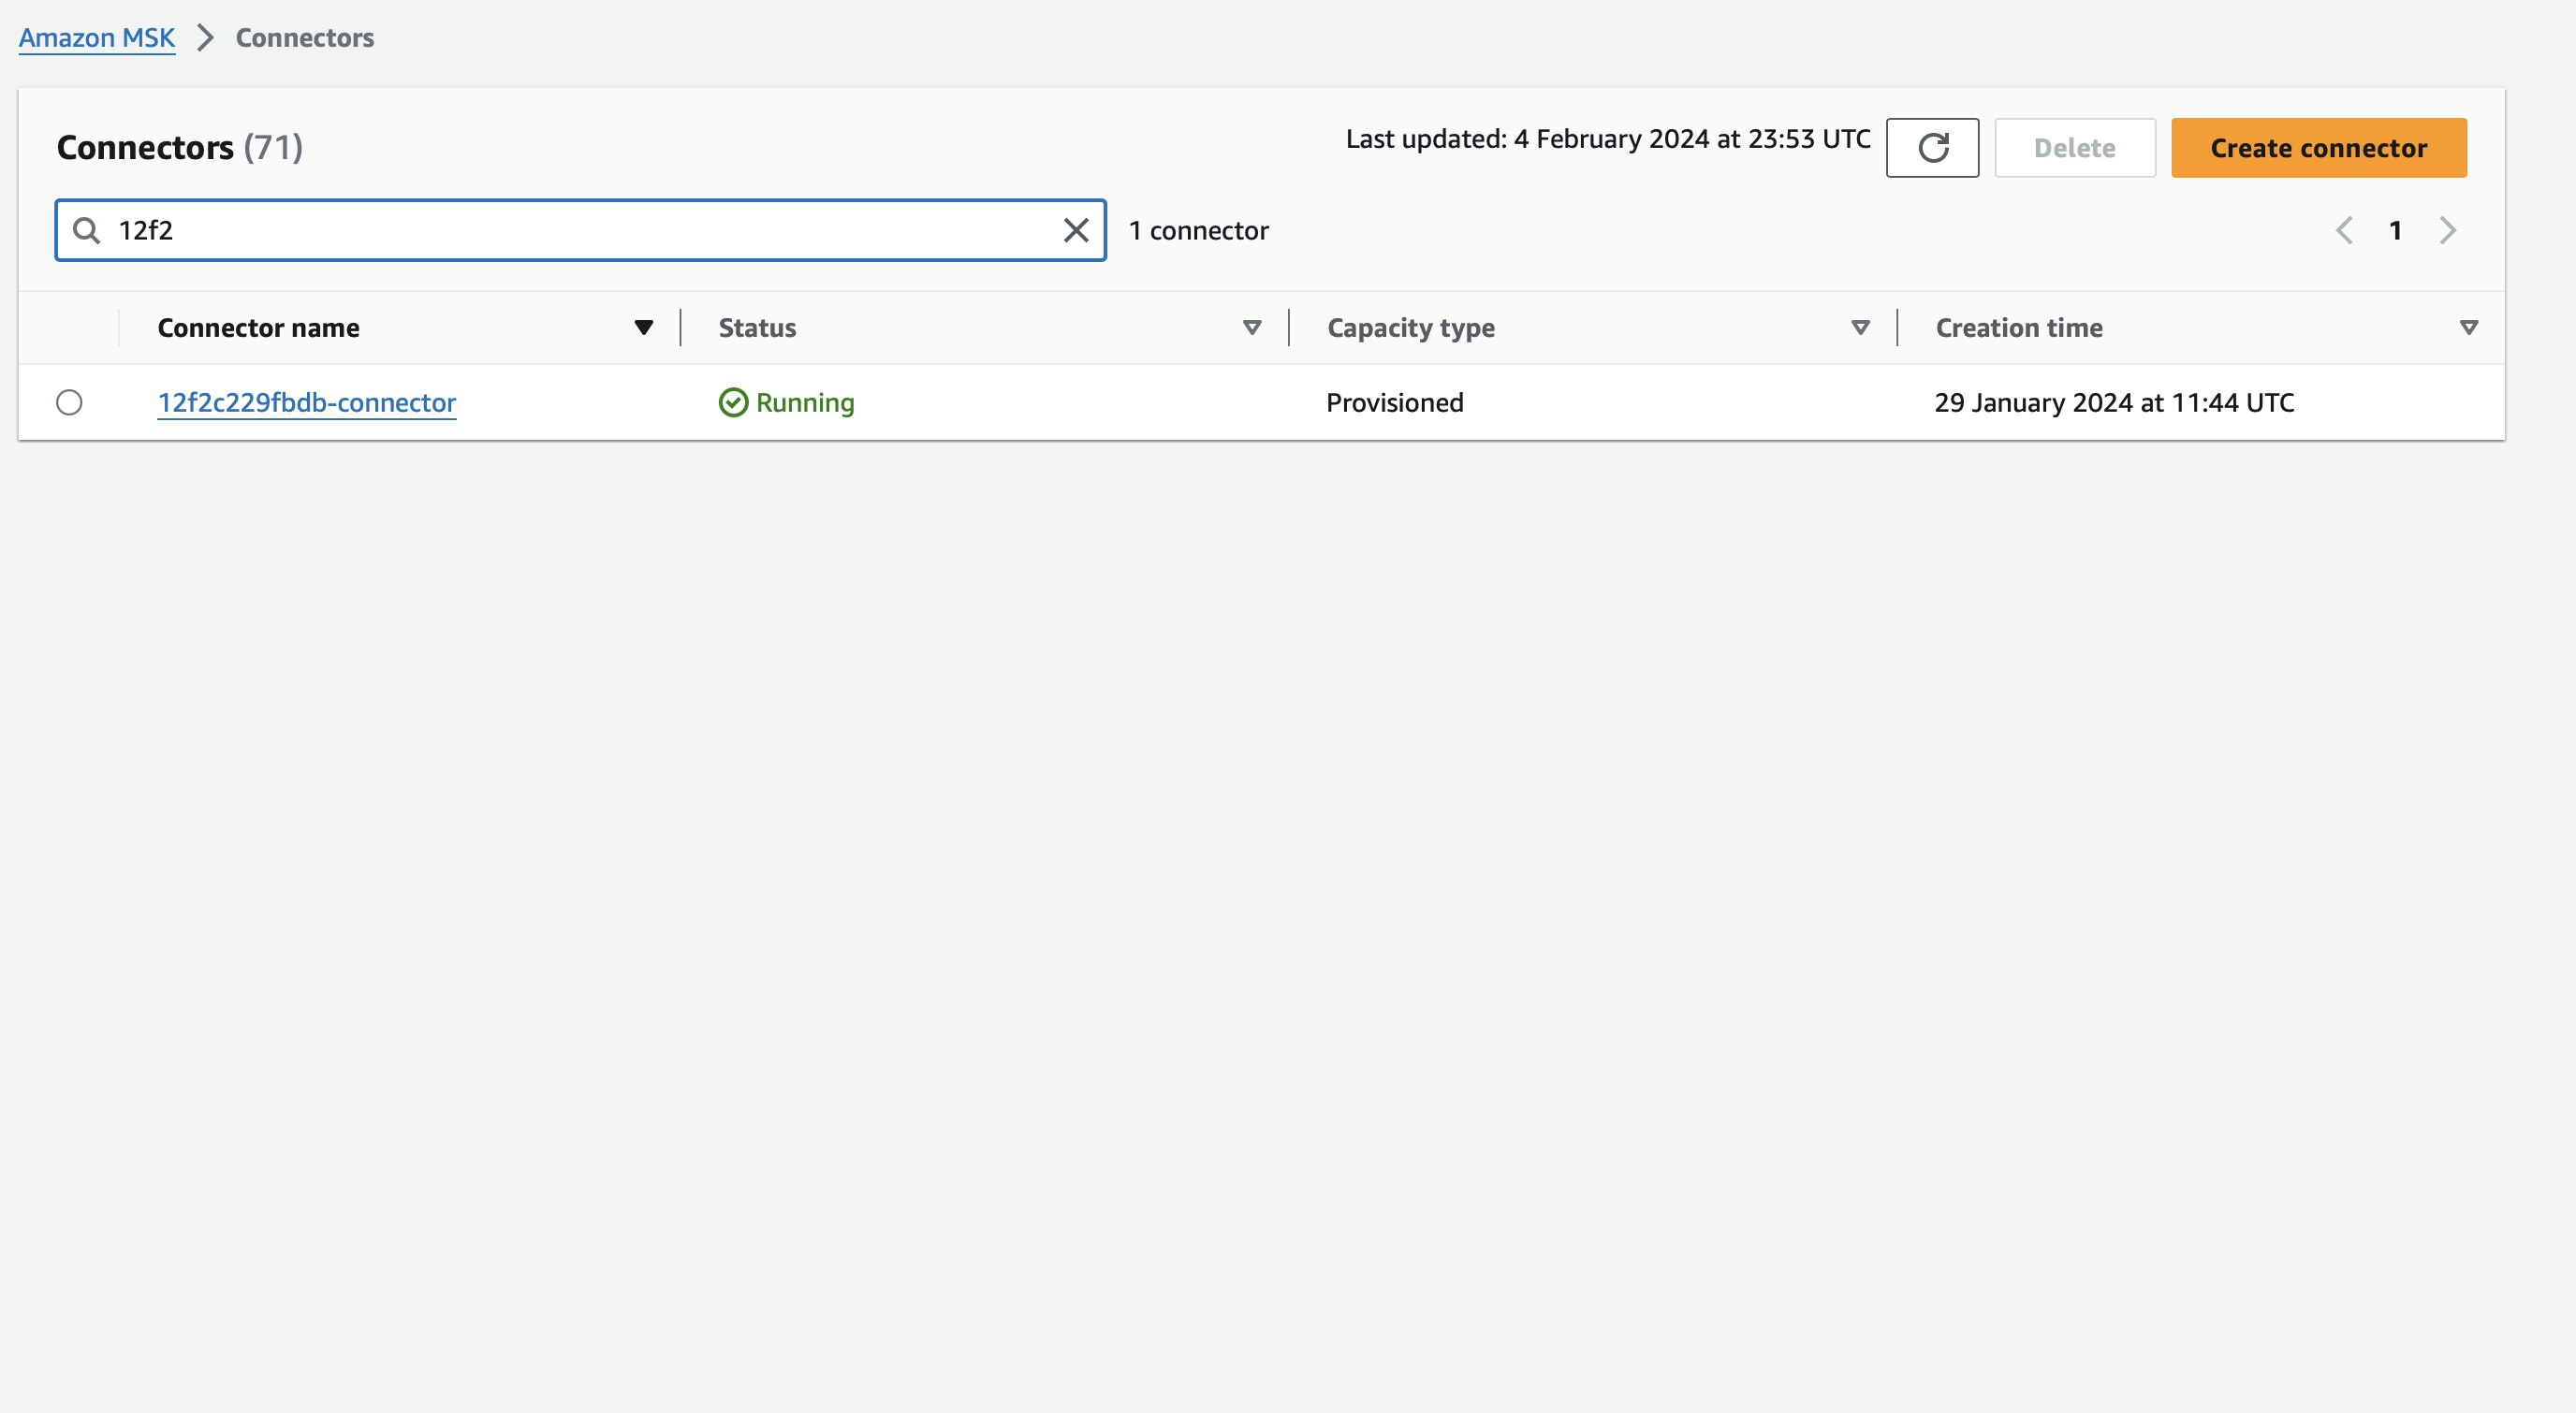 Amazon MSK > Connectors
Connectors (71)
Last updated: 4 February 2024 at 23:53 UTC
Delete
Create connector
12f2
1 connector
1
Connector name Status Capacity type Creation time
12f2c229fbdb-connector Running Provisioned 29 January 2024 at 11:44 UTC